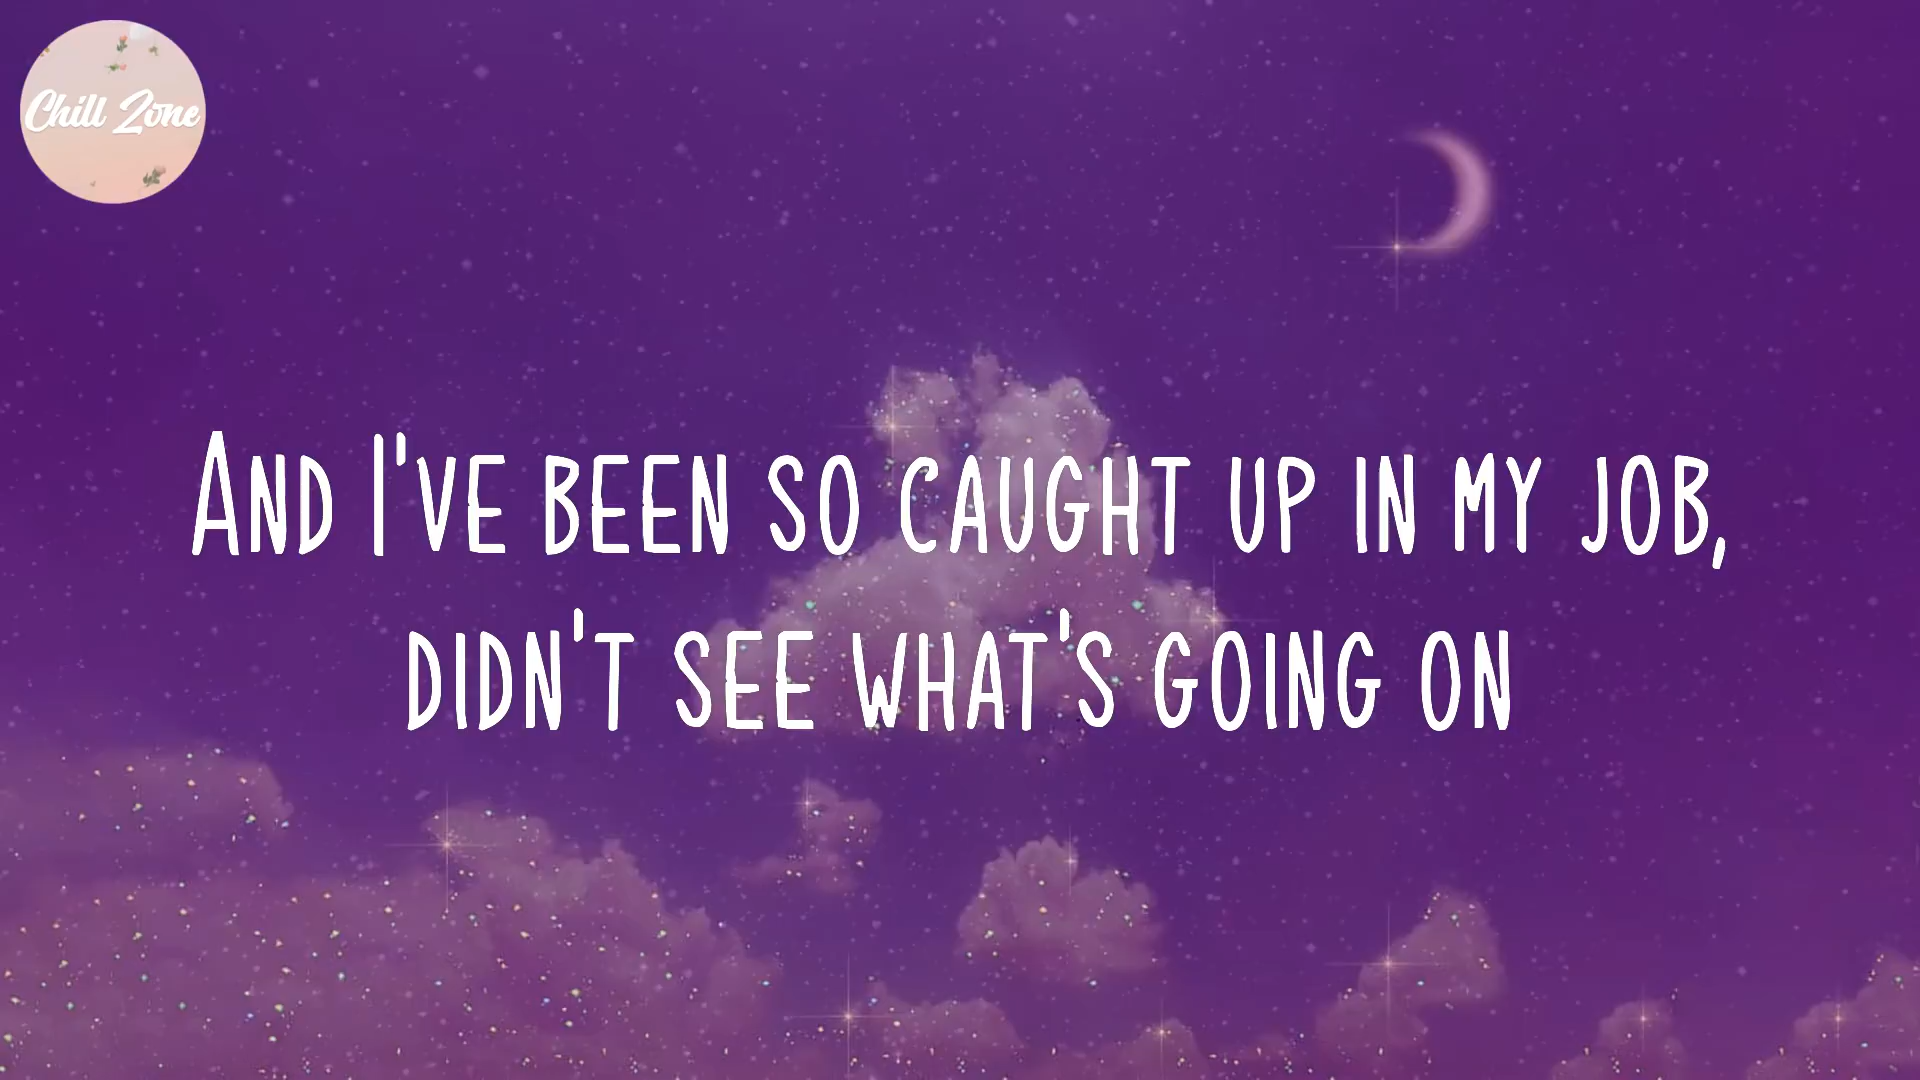 Chill Zone
And I've been so caught up in my job,
didn't see what's going on